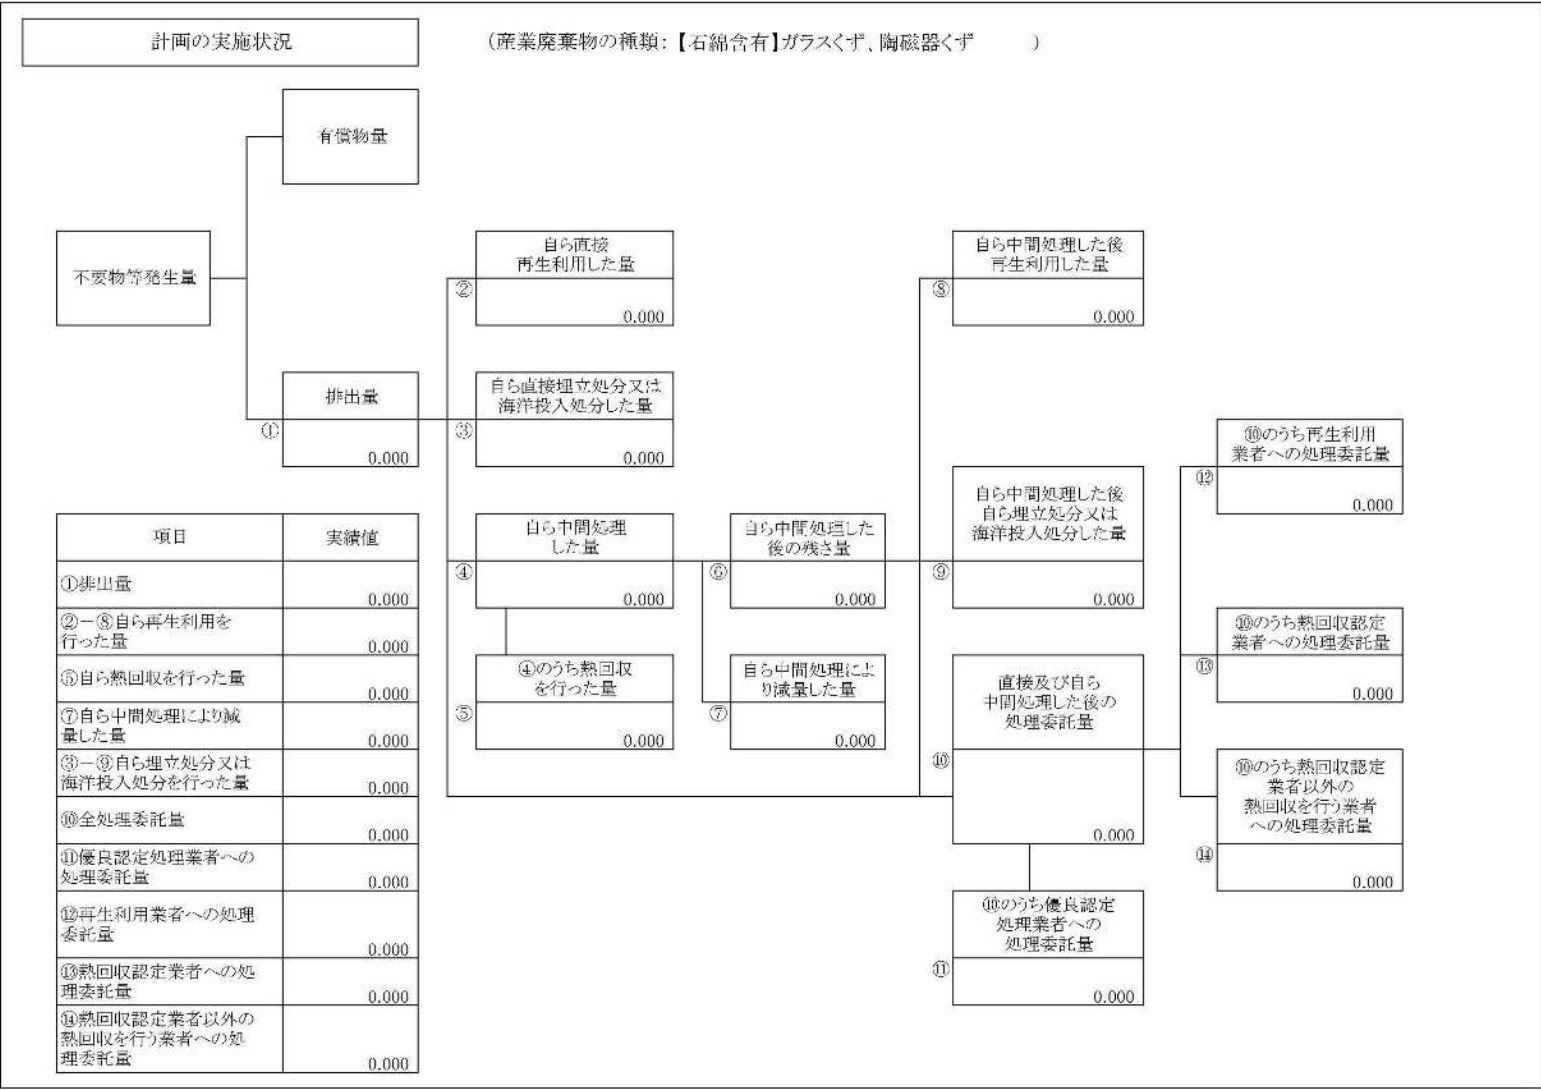 計画の実施状況
(産業廃棄物の種類：【石綿含有】ガラスくず、陶磁器くず　　　)
有償物量
不要物等発生量
自ら直接
再生利用した量
②
0.000
自ら中間処理した後
再生利用した量
⑧
0.000
排出量
①
0.000
自ら直接埋立処分又は
海洋投入処分した量
③
0.000
⑩のうち再生利用
業者への処理委託量
⑫
0.000
自ら中間処理
した量
④
0.000
自ら中間処理した
後の残さ量
⑥
0.000
自ら中間処理した後
自ら埋立処分又は
海洋投入処分した量
⑨
0.000
⑩のうち熱回収認定
業者への処理委託量
⑬
0.000
④のうち熱回収
を行った量
⑤
0.000
自ら中間処理によ
り減量した量
⑦
0.000
直接及び自ら
中間処理した後の
処理委託量
⑩
0.000
⑩のうち熱回収認定
業者以外の
熱回収を行う業者
への処理委託量
⑭
0.000
⑩のうち優良認定
処理業者への
処理委託量
⑪
0.000
項目 実績値
①排出量
0.000
②－⑧自ら再生利用を
行った量
0.000
⑤自ら熱回収を行った量
0.000
⑦自ら中間処理により減
量した量
0.000
③－⑨自ら埋立処分又は
海洋投入処分を行った量
0.000
⑩全処理委託量
0.000
⑪優良認定処理業者への
処理委託量
0.000
⑫再生利用業者への処理
委託量
0.000
⑬熱回収認定業者への処
理委託量
0.000
⑭熱回収認定業者以外の
熱回収を行う業者への処
理委託量
0.000